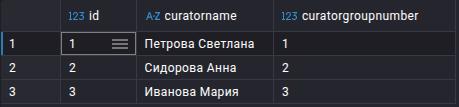 123 id A-Z curatorname 123 curatorgroupnumber
1 1 Петрова Светлана 1
2 2 Сидорова Анна 2
3 3 Иванова Мария 3